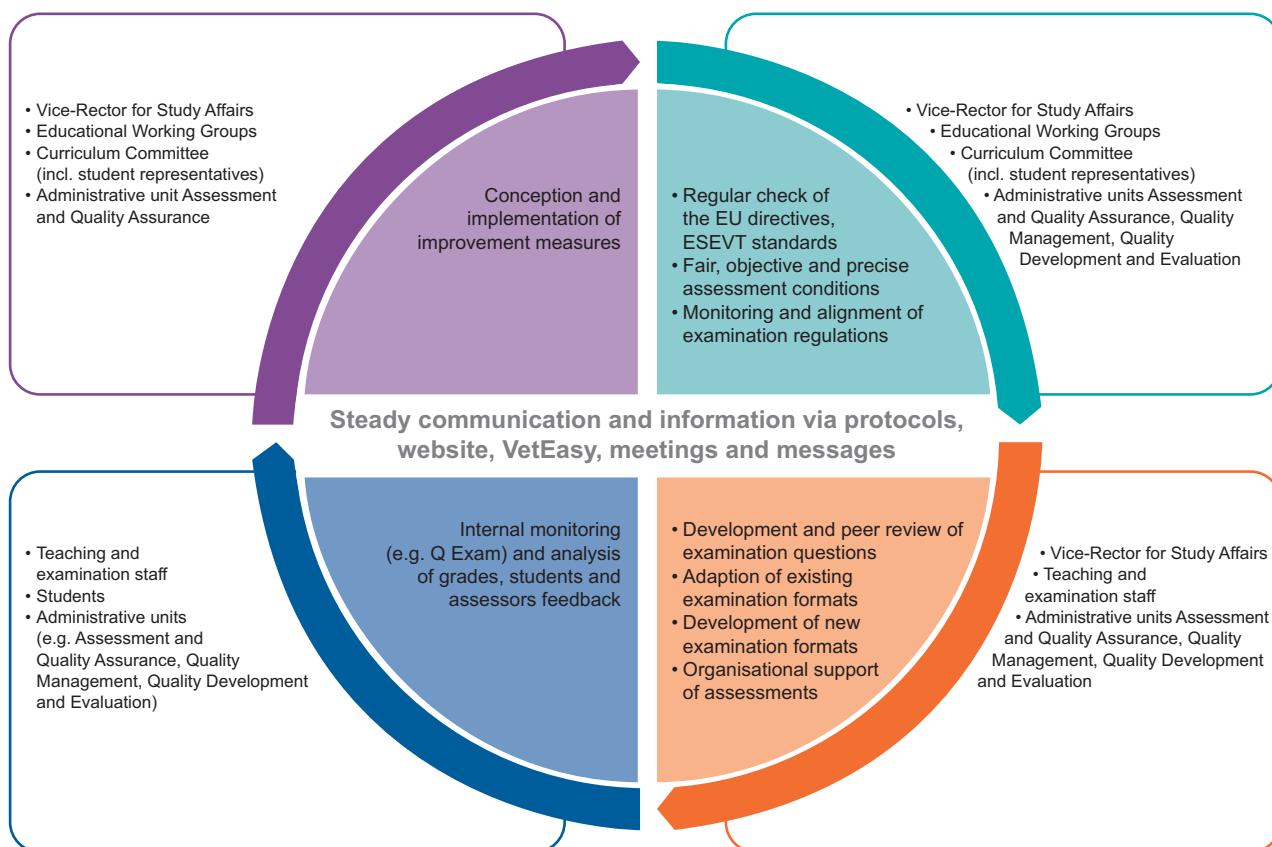 • Vice-Rector for Study Affairs
• Educational Working Groups
• Curriculum Committee
(incl. student representatives)
• Administrative unit Assessment
and Quality Assurance
Conception and
implementation of
improvement measures
• Regular check of
the EU directives,
ESEVT standards
• Fair, objective and precise
assessment conditions
• Monitoring and alignment of
examination regulations
• Vice-Rector for Study Affairs
• Educational Working Groups
• Curriculum Committee
(incl. student representatives)
• Administrative units Assessment
and Quality Assurance, Quality
Management, Quality
Development and Evaluation
Steady communication and information via protocols,
website, VetEasy, meetings and messages
• Teaching and
examination staff
• Students
• Administrative units
(e.g. Assessment and
Quality Assurance, Quality
Management, Quality Development
and Evaluation)
Internal monitoring
(e.g. Q Exam) and analysis
of grades, students and
assessors feedback
• Development and peer review of
examination questions
• Adaption of existing
examination formats
• Development of new
examination formats
• Organisational support
of assessments
• Vice-Rector for Study Affairs
• Teaching and
examination staff
• Administrative units Assessment
and Quality Assurance, Quality
Management, Quality Development
and Evaluation